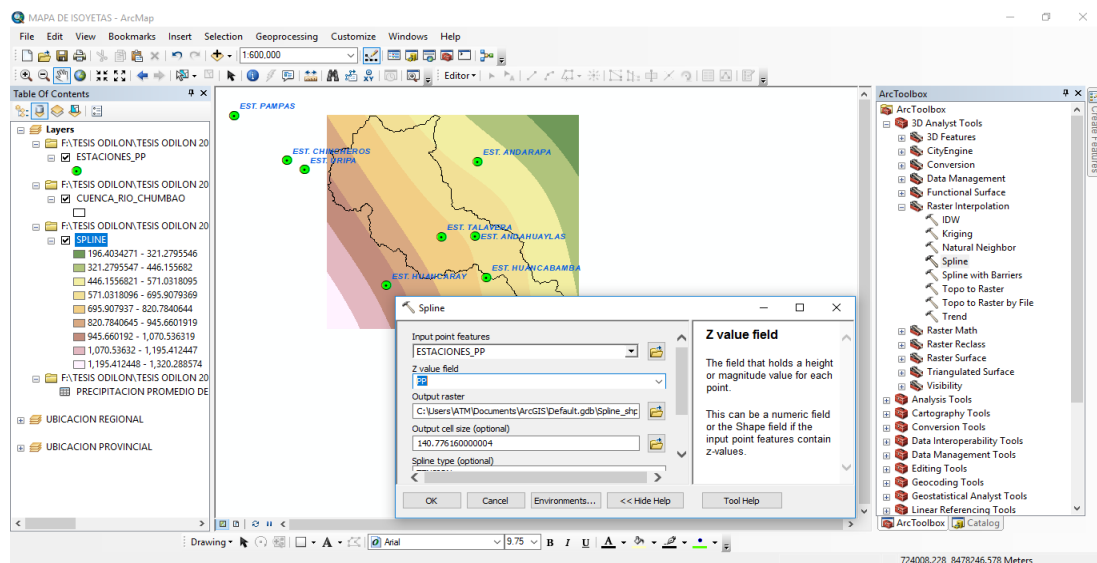 MAPA DE ISOYETAS - ArcMap
File Edit View Bookmarks Insert Selection Geoprocessing Customize Windows Help
1:600,000
Editor
Table Of Contents
Layers
F:\TESIS ODILON\TESIS ODILON 20
ESTACIONES_PP
F:\TESIS ODILON\TESIS ODILON 20
CUENCA_RIO_CHUMBAO
F:\TESIS ODILON\TESIS ODILON 20
SPLINE
196.4034271 - 321.2795546
321.2795547 - 446.155682
446.1556821 - 571.0318095
571.0318096 - 695.9079369
695.907937 - 820.7840644
820.7840645 - 945.6601919
945.660192 - 1,070.536319
1,070.53632 - 1,195.412447
1,195.412448 - 1,320.288574
F:\TESIS ODILON\TESIS ODILON 20
PRECIPITACION PROMEDIO DE
UBICACION REGIONAL
UBICACION PROVINCIAL
EST. PAMPAS
EST. ANDARAPA
EST. TALAVERA
EST. ANDAHUAYLAS
EST. HUANCABAMBA
EST. HUANCARAY
Spline
Input point features
ESTACIONES_PP
Z value field
PP
Output raster
C:\Users\ATM\Documents\ArcGIS\Default.gdb\Spline_shp
Output cell size (optional)
140.776160000004
Spline type (optional)
OK Cancel Environments... << Hide Help Tool Help
Z value field
The field that holds a height
or magnitude value for each
point.
This can be a numeric field
or the Shape field if the
input point features contain
z-values.
ArcToolbox
ArcToolbox
3D Analyst Tools
3D Features
CityEngine
Conversion
Data Management
Functional Surface
Raster Interpolation
IDW
Kriging
Natural Neighbor
Spline
Spline with Barriers
Topo to Raster
Topo to Raster by File
Trend
Raster Math
Raster Reclass
Raster Surface
Triangulated Surface
Visibility
Analysis Tools
Cartography Tools
Conversion Tools
Data Interoperability Tools
Data Management Tools
Editing Tools
Geocoding Tools
Geostatistical Analyst Tools
Linear Referencing Tools
ArcToolbox Catalog
Create Features
Drawing Arial 9.75 B I U A
724008.228 8478246.578 Meters